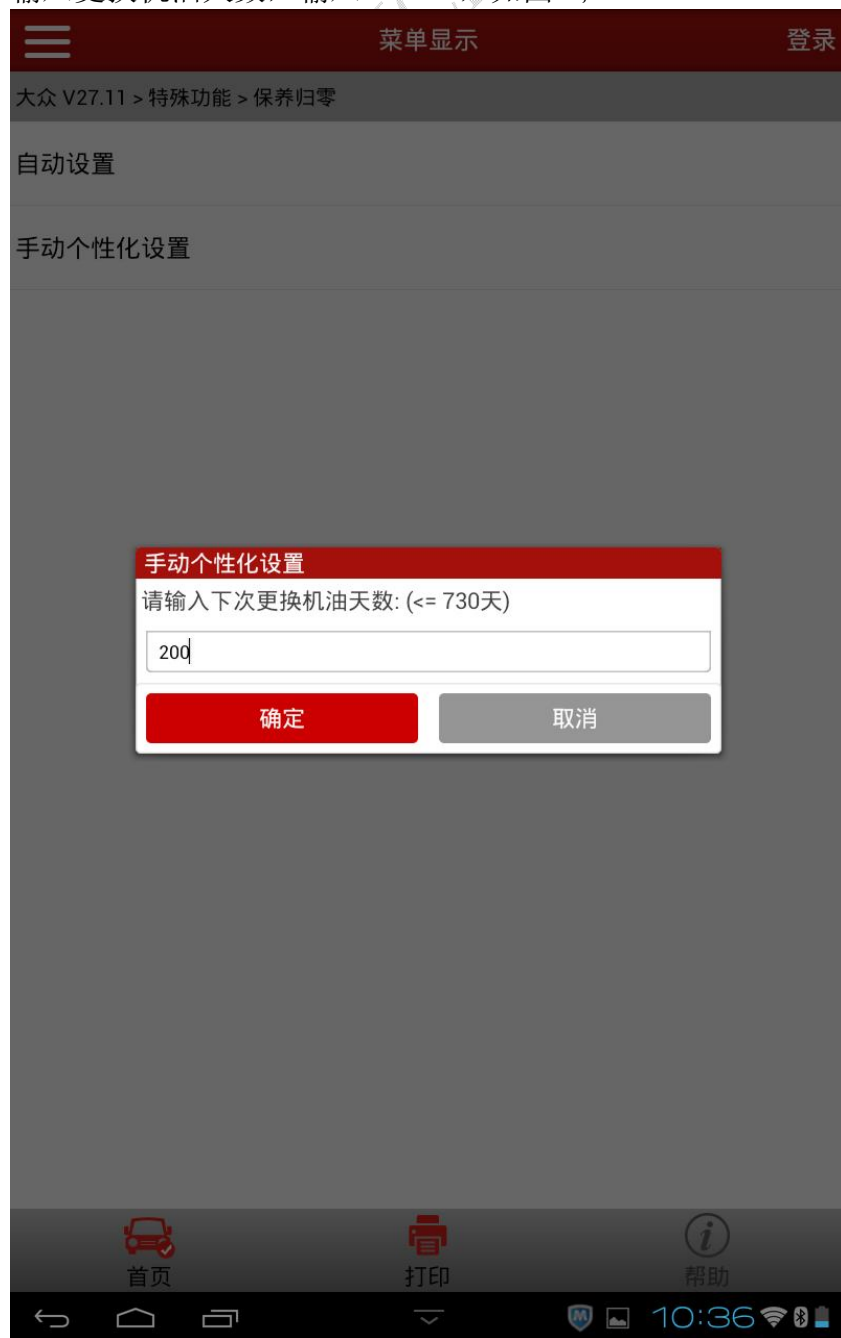 菜单显示
登录
大众 V27.11 > 特殊功能 > 保养归零
自动设置
手动个性化设置
手动个性化设置
请输入下次更换机油天数: (<= 730天)
200
确定
取消
首页
打印
帮助
10:36